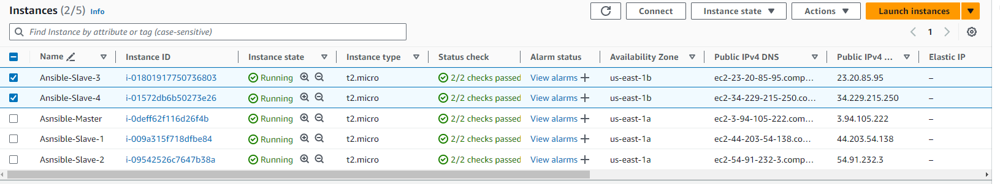 Instances (2/5) Info Connect Instance state Actions Launch instances
Find Instance by attribute or tag (case-sensitive) 1
Name Instance ID Instance state Instance type Status check Alarm status Availability Zone Public IPv4 DNS Public IPv4 ... Elastic IP
Ansible-Slave-3 i-01801917750736803 Running t2.micro 2/2 checks passed View alarms + us-east-1b ec2-23-20-85-95.comp... 23.20.85.95 –
Ansible-Slave-4 i-01572db6b50273e26 Running t2.micro 2/2 checks passed View alarms + us-east-1b ec2-34-229-215-250.co... 34.229.215.250 –
Asnsible-Master i-0deff62f116d26f4b Running t2.micro 2/2 checks passed View alarms + us-east-1a ec2-3-94-105-222.com... 3.94.105.222 –
Asnsible-Slave-1 i-009a315f718dfbe84 Running t2.micro 2/2 checks passed View alarms + us-east-1a ec2-44-203-54-138.co... 44.203.54.138 –
Asnsible-Slave-2 i-09542526c7647b38a Running t2.micro 2/2 checks passed View alarms + us-east-1a ec2-54-91-232-3.comp... 54.91.232.3 –